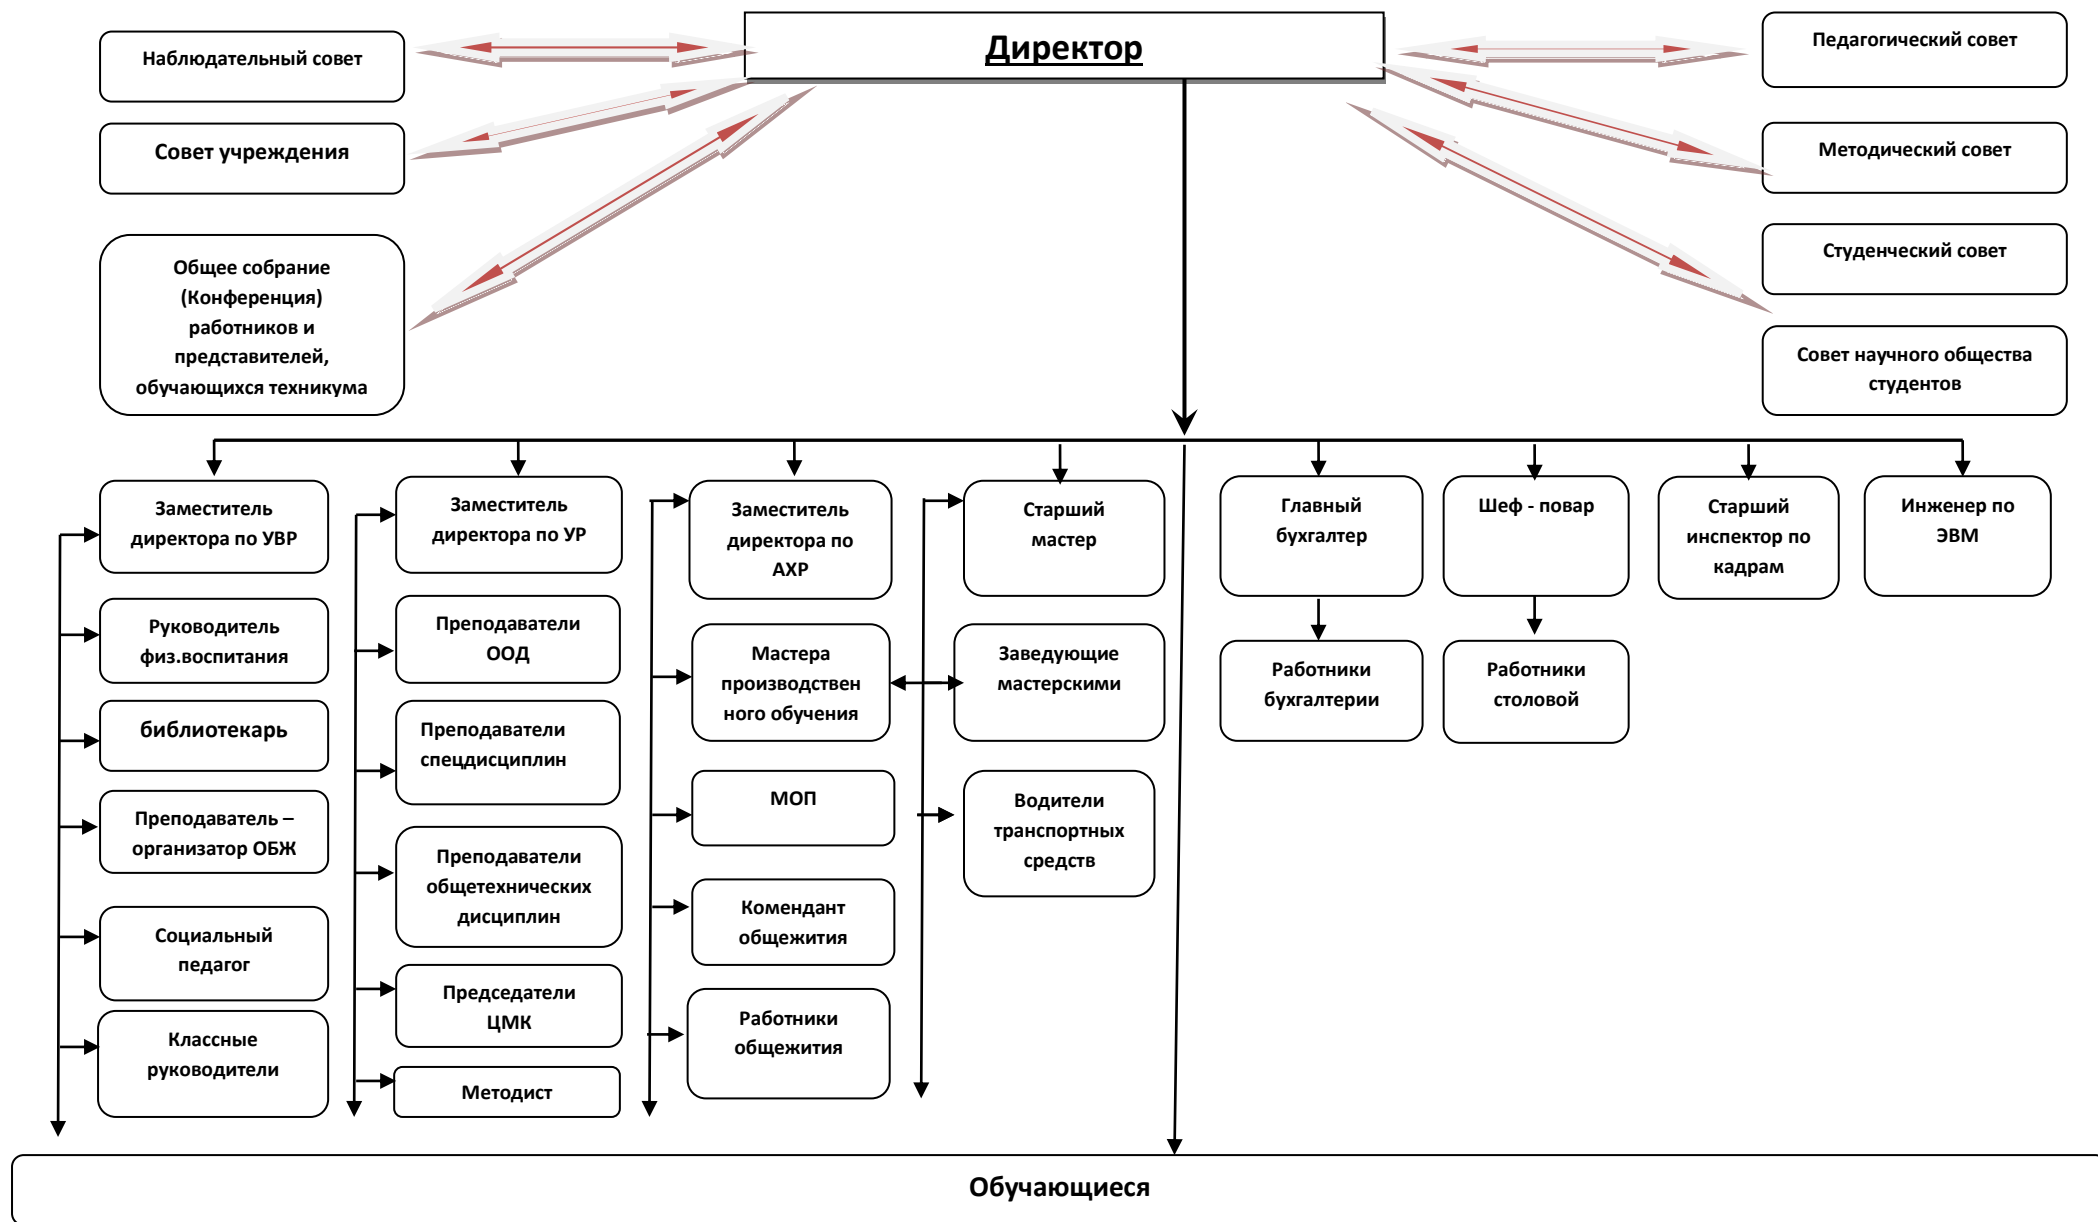 Директор
Наблюдательный совет
Совет учреждения
Общее собрание
(Конференция)
работников и
представителей,
обучающихся техникума
Педагогический совет
Методический совет
Студенческий совет
Совет научного общества
студентов
Заместитель
директора по УВР
Руководитель
физ.воспитания
библиотекарь
Преподаватель –
организатор ОБЖ
Социальный
педагог
Классные
руководители
Заместитель
директора по УР
Преподаватели
ООД
Преподаватели
спецдисциплин
Преподаватели
общетехнических
дисциплин
Председатели
ЦМК
Методист
Заместитель
директора по
АХР
Мастера
производствен
ного обучения
МОП
Комендант
общежития
Работники
общежития
Старший
мастер
Заведующие
мастерскими
Водители
транспортных
средств
Главный
бухгалтер
Работники
бухгалтерии
Шеф - повар
Работники
столовой
Старший
инспектор по
кадрам
Инженер по
ЭВМ
Обучающиеся